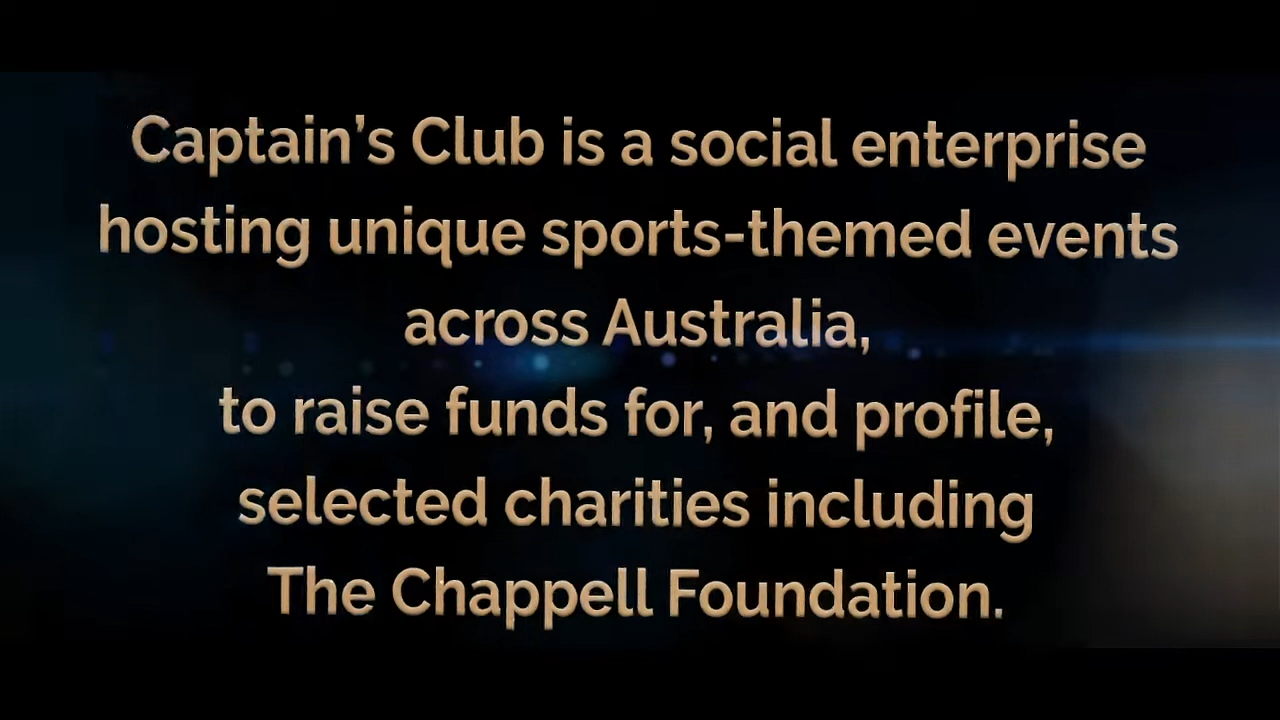 Captain’s Club is a social enterprise
hosting unique sports-themed events
across Australia,
to raise funds for, and profile,
selected charities including
The Chappell Foundation.